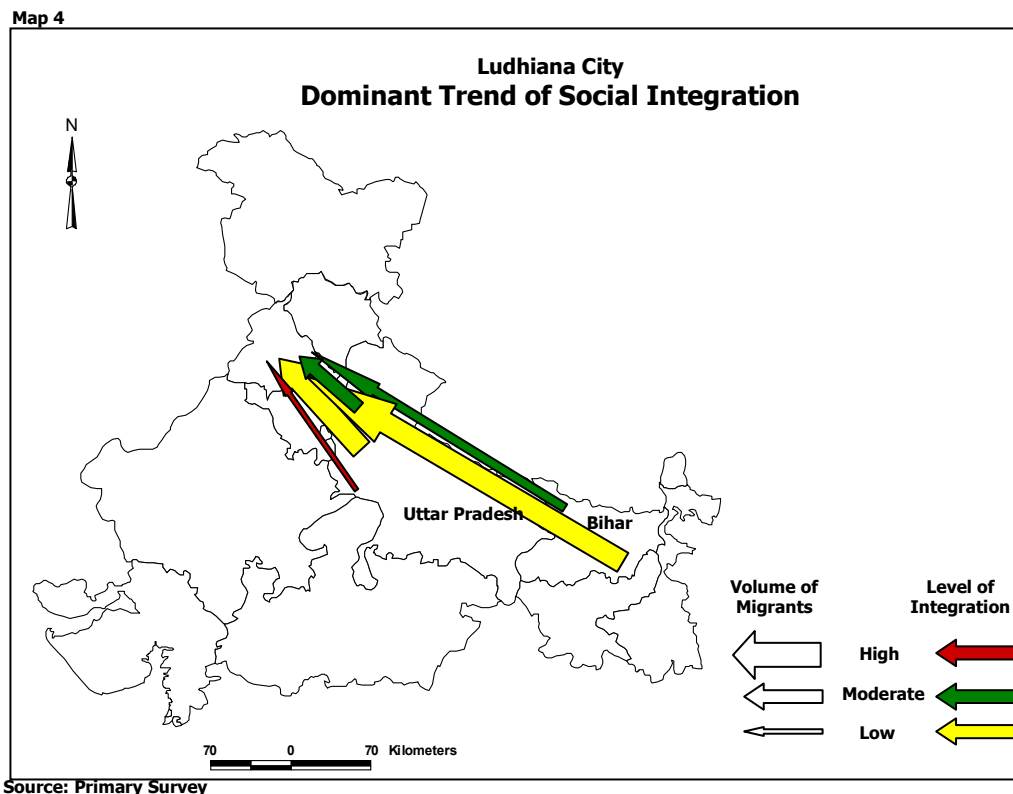 Map 4
Ludhiana City
Dominant Trend of Social Integration
N
Uttar Pradesh
Bihar
Volume of Migrants
Level of Integration
High
Moderate
Low
70 0 70 Kilometers
Source: Primary Survey